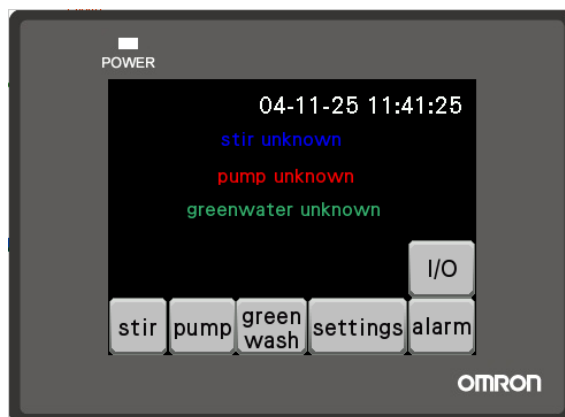 POWER
04-11-25 11:41:25
stir unknown
pump unknown
greenwater unknown
I/O
stir pump green wash settings alarm
OMRON